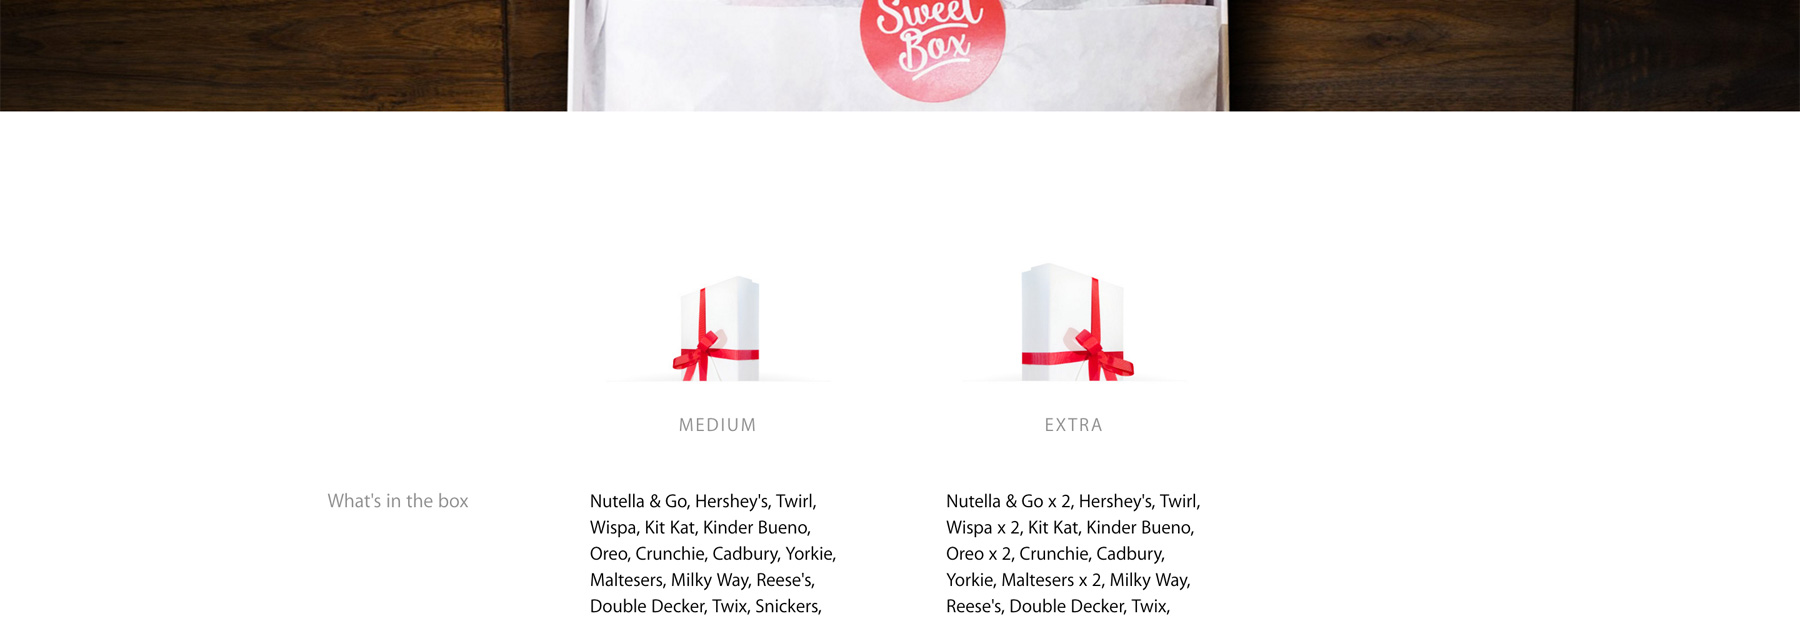 Sweet
Box
MEDIUM
EXTRA
What's in the box
Nutella & Go, Hershey's, Twirl,
Wispa, Kit Kat, Kinder Bueno,
Oreo, Crunchie, Cadbury, Yorkie,
Maltesers, Milky Way, Reese's,
Double Decker, Twix, Snickers,
Nutella & Go x 2, Hershey's, Twirl,
Wispa x 2, Kit Kat, Kinder Bueno,
Oreo x 2, Crunchie, Cadbury,
Yorkie, Maltesers x 2, Milky Way,
Reese's, Double Decker, Twix,